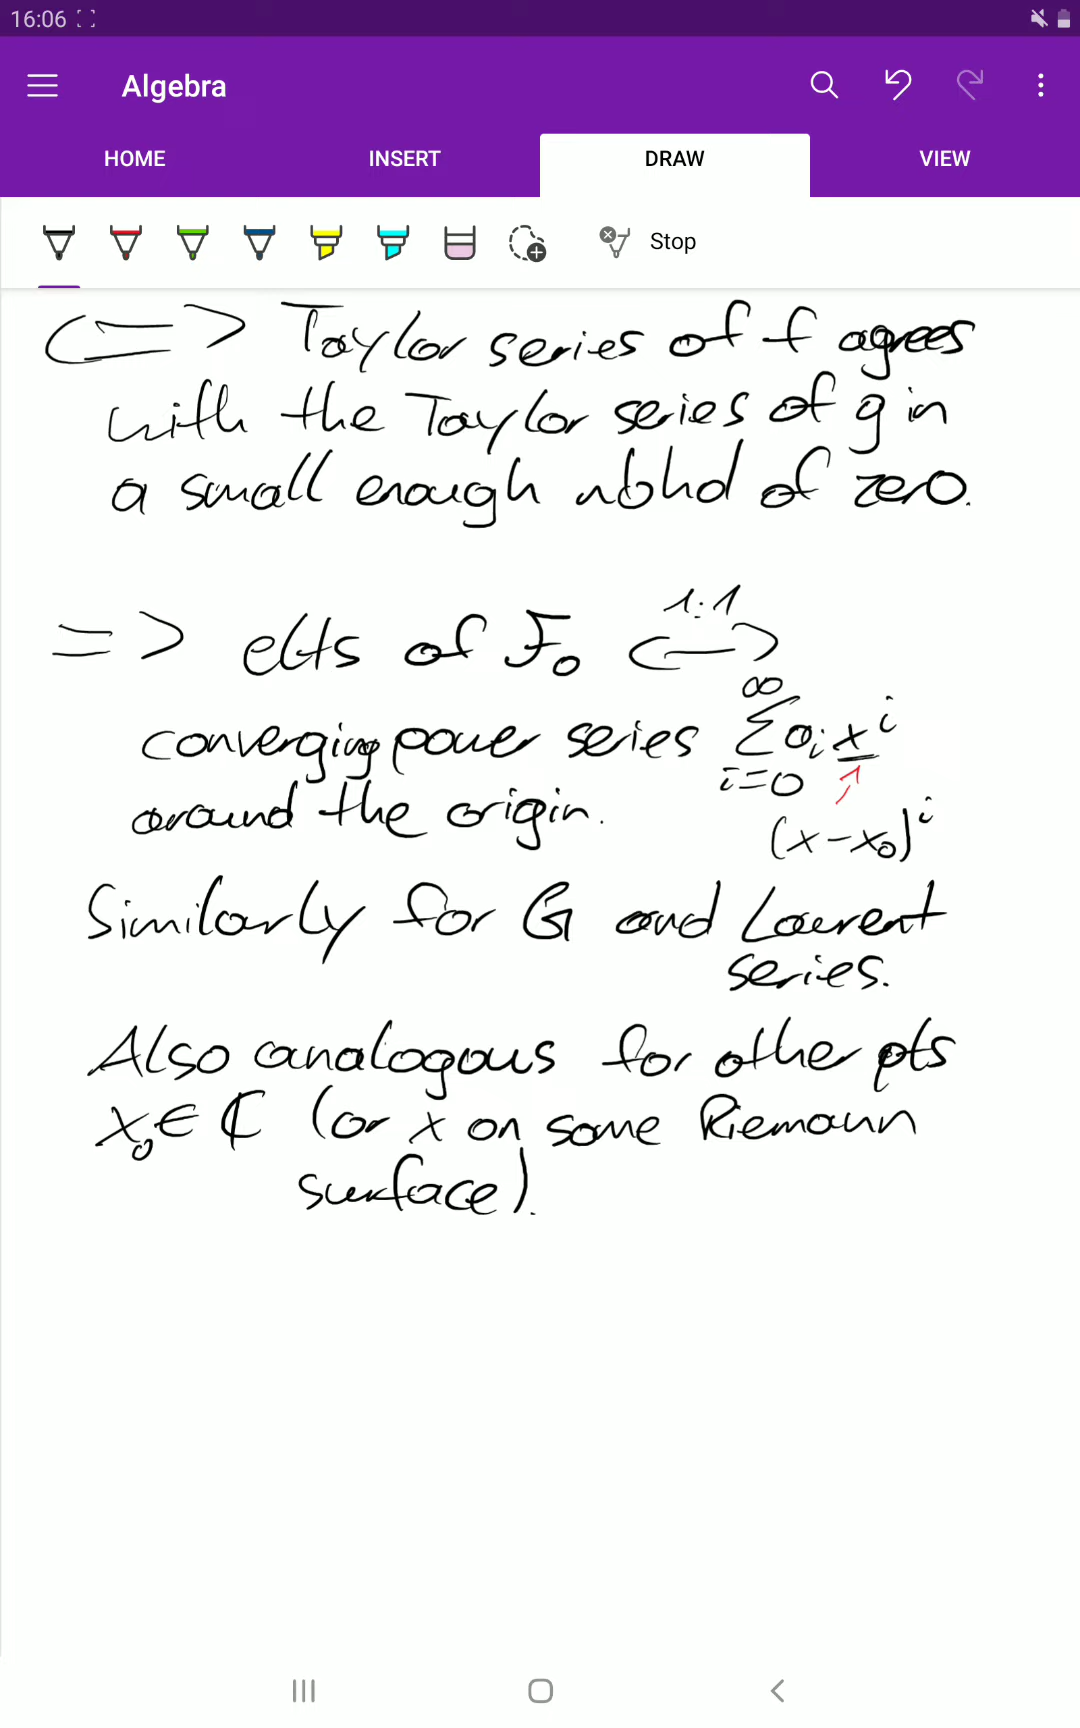 16:06
Algebra
HOME INSERT DRAW VIEW
Stop
<=> Taylor series of f agrees
with the Taylor series of g in
a small enough nbhd of zero.
=> elts of F₀ <—> 1:1
converging power series ∑_{i=0}^{∞} a_i x^i
around the origin.
(x-x₀)^i
Similarly for G and Laurent
series.
Also analogous for other pts
x₀ ∈ ℂ (or x on some Riemann
surface).